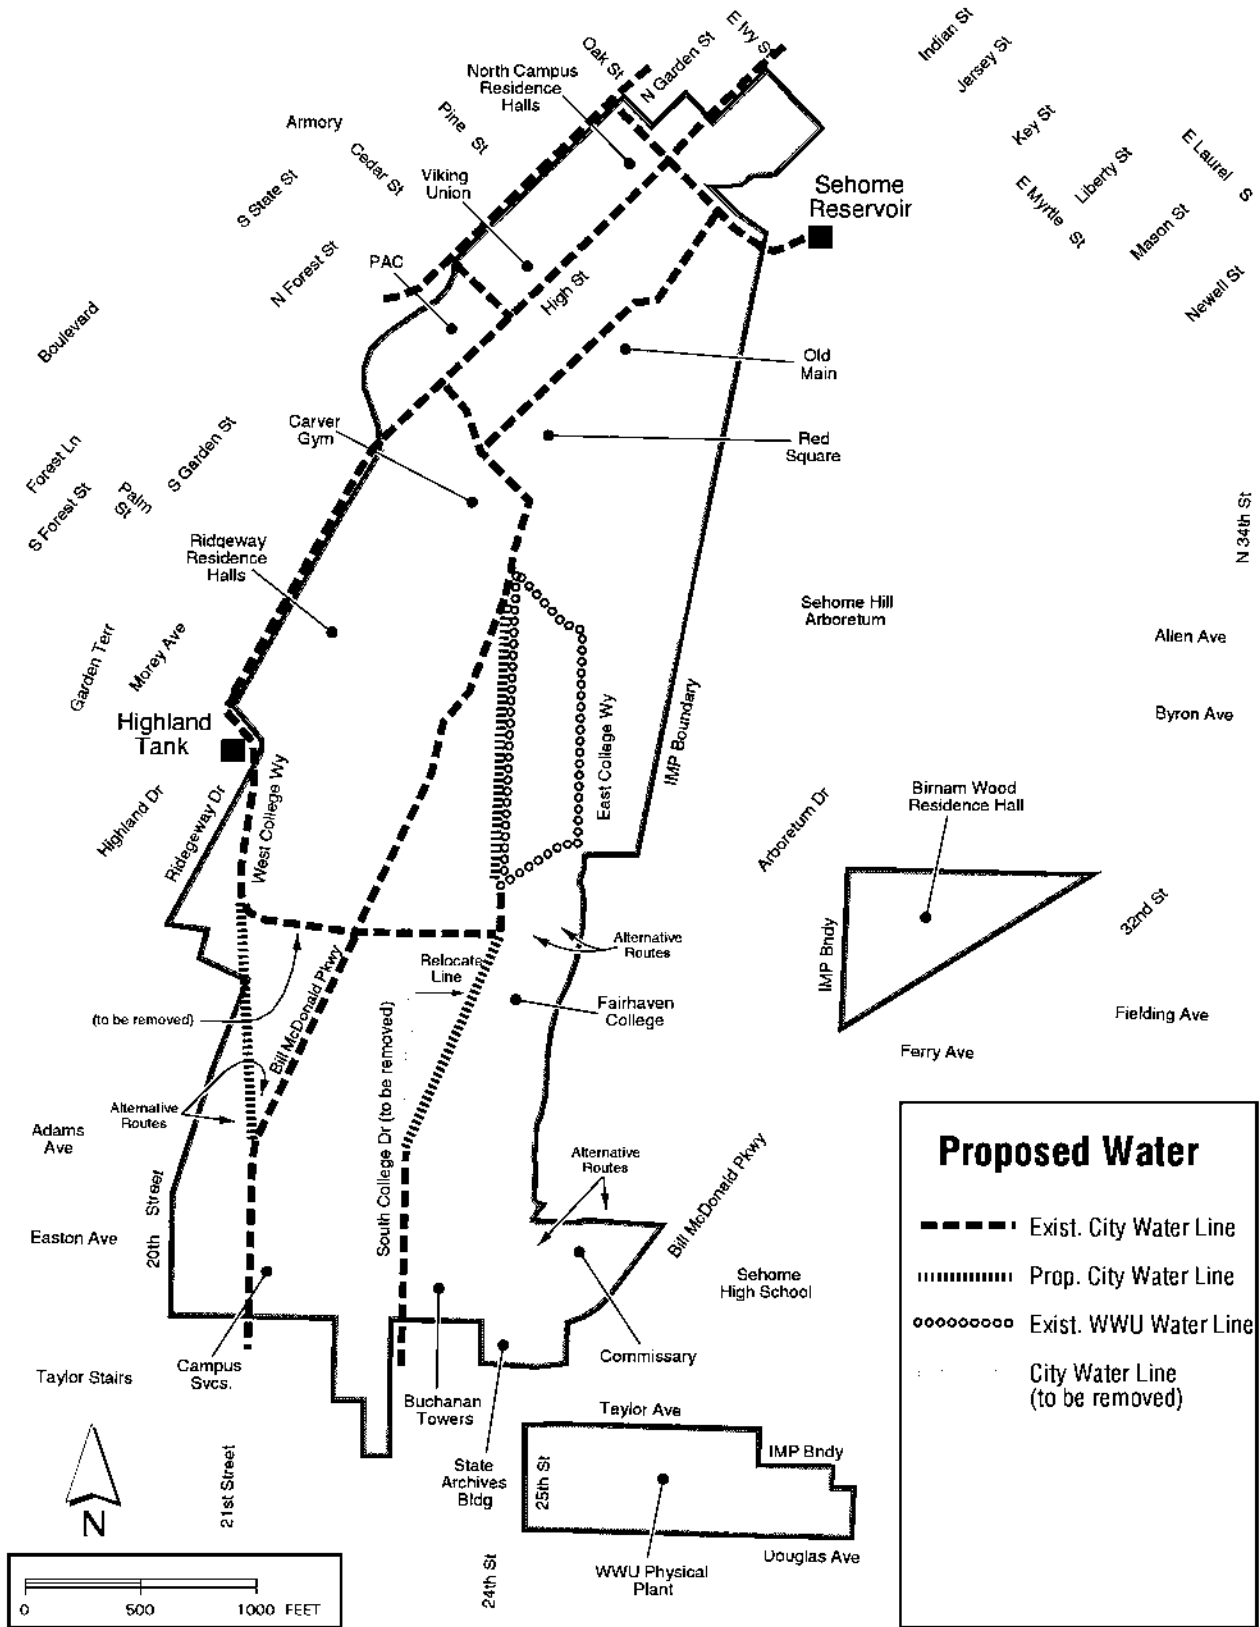 E Ivy St
Oak St
N Garden St
Indian St
Jersey St
North Campus
Residence
Halls
Pine St
Armory
Key St
Cedar St
E Laurel S
Viking
Union
Liberty St
Sehome
Reservoir
S State St
E Myrtle St
Mason St
PAC
N Forest St
High St
Newell St
Boulevard
Old
Main
Carver
Gym
Red
Square
S Garden St
Forest Ln
Palm
St
S Forest St
N 34th St
Ridgeway
Residence
Halls
Sehome Hill
Arboretum
Allen Ave
Garden Terr
Morey Ave
Byron Ave
IMP Boundary
Highland
Tank
East College Wy
West College Wy
Highland Dr
Ridegeway Dr
Arboretum Dr
Birnam Wood
Residence Hall
32nd St
IMP Bndy
Alternative
Routes
Relocate
Line
Bill McDonald Pkwy
(to be removed)
Fairhaven
College
Fielding Ave
Ferry Ave
South College Dr (to be removed)
Alternative
Routes
Adams
Ave
Alternative
Routes
Bill McDonald Pkwy
20th Street
Easton Ave
Sehome
High School
Commissary
Taylor Stairs
Campus
Svcs.
Buchanan
Towers
Taylor Ave
IMP Bndy
State
Archives
Bldg
25th St
21st Street
N
Douglas Ave
24th St
WWU Physical
Plant
0 500 1000 FEET
Proposed Water
Exist. City Water Line
Prop. City Water Line
Exist. WWU Water Line
City Water Line
(to be removed)